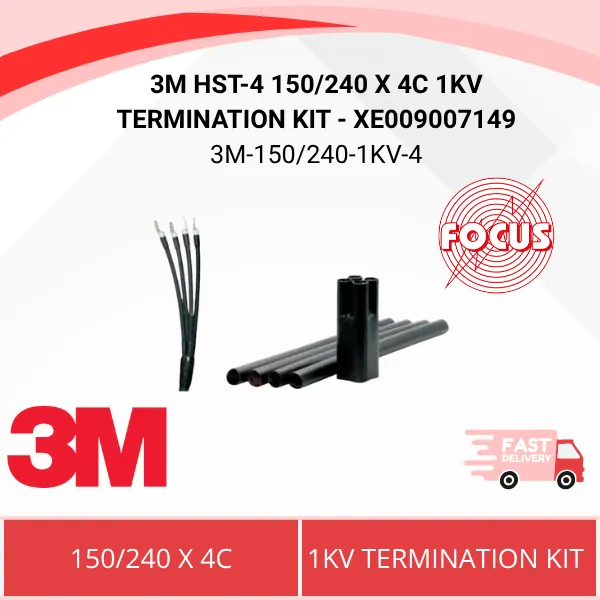 3M HST-4 150/240 X 4C 1KV
TERMINATION KIT - XE009007149
3M-150/240-1KV-4
FOCUS
3M
FAST
DELIVERY
150/240 X 4C
1KV TERMINATION KIT